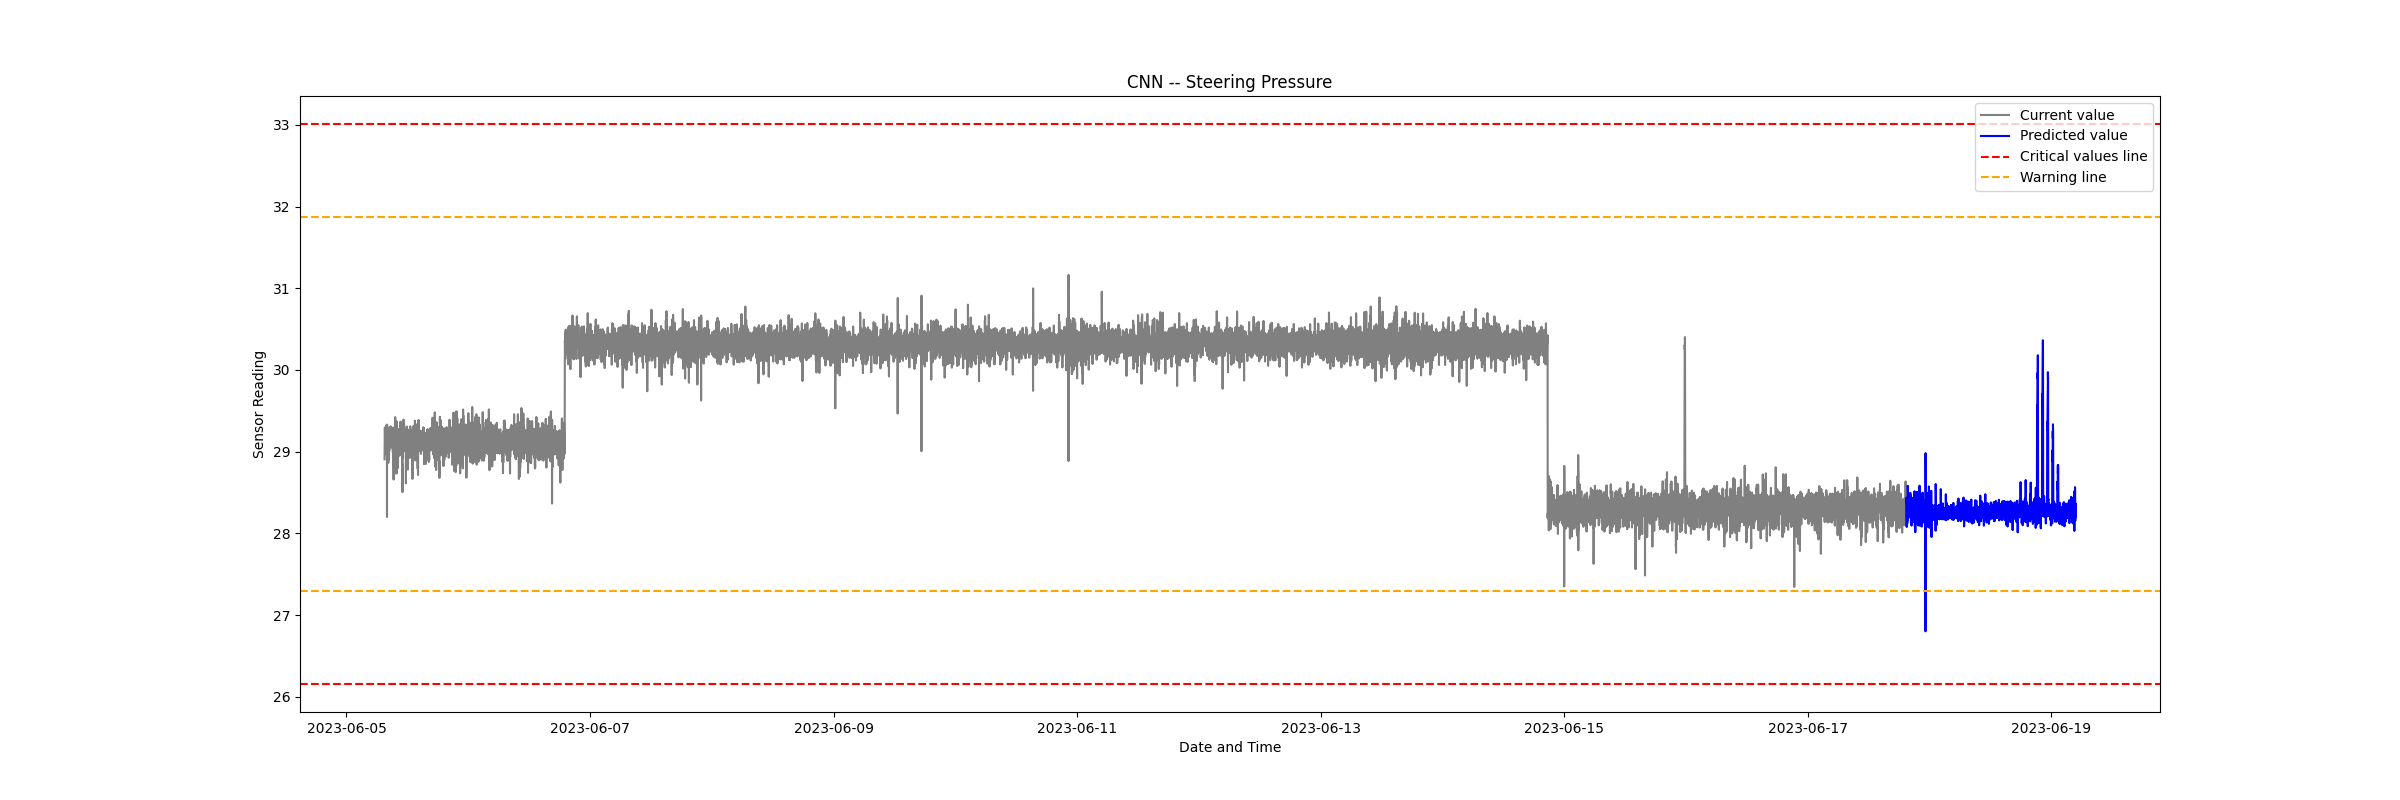 CNN -- Steering Pressure
33
32
31
30
29
28
27
26
Sensor Reading
Current value
Predicted value
Critical values line
Warning line
2023-06-05 2023-06-07 2023-06-09 2023-06-11 2023-06-13 2023-06-15 2023-06-17 2023-06-19
Date and Time